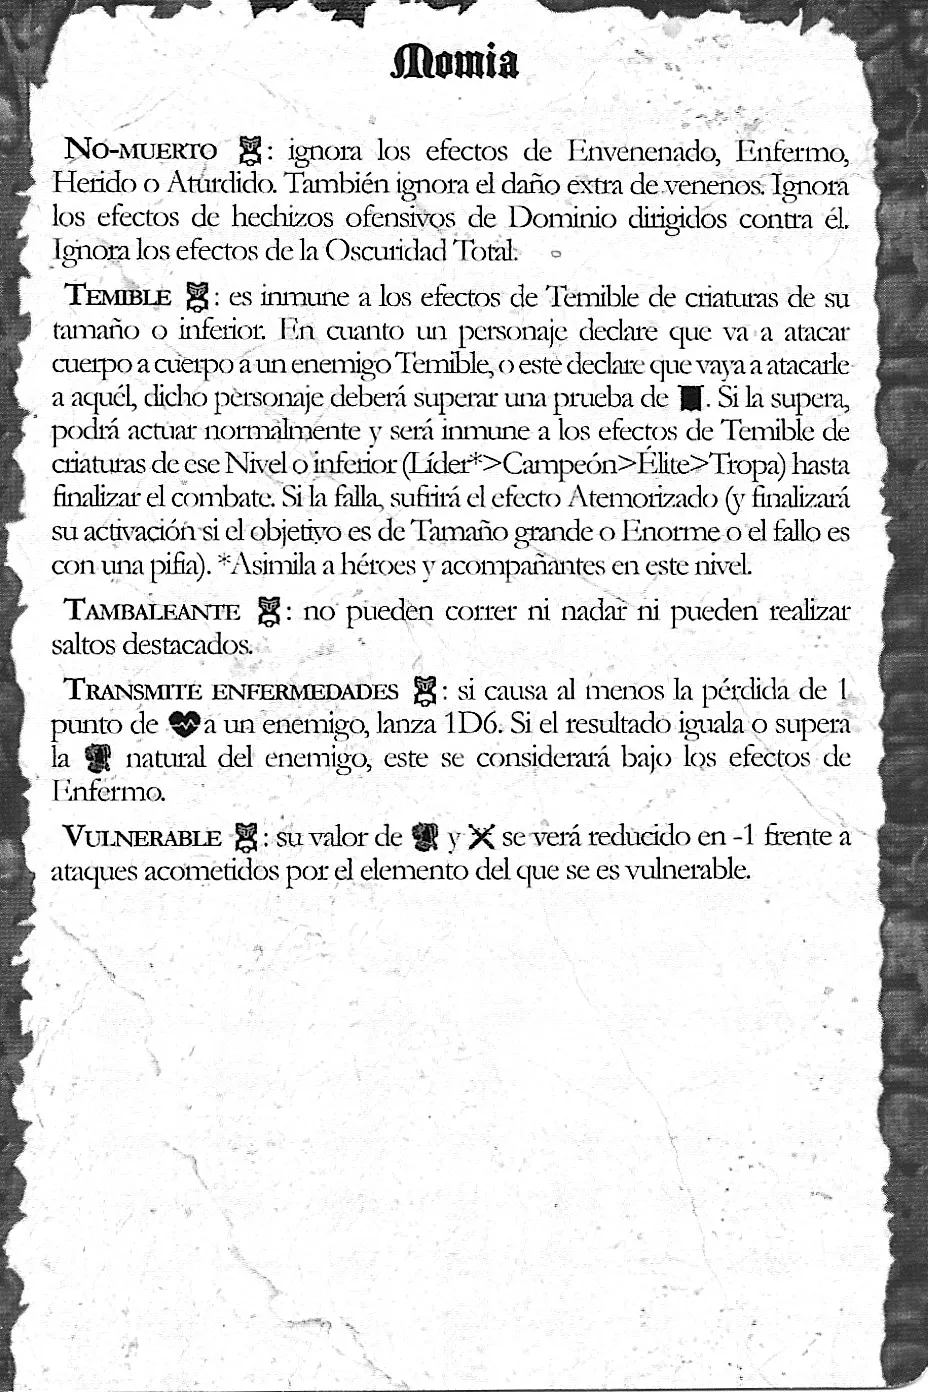 Momia
NO-MUERTO : ignora los efectos de Envenenado, Enfermo,
Herido o Aturdido. También ignora el daño extra de venenos. Ignora
los efectos de hechizos ofensivos de Dominio dirigidos contra él.
Ignora los efectos de la Oscuridad Total.
TEMIBLE : es inmune a los efectos de Temible de criaturas de su
tamaño o inferior. En cuanto un personaje declare que va a atacar
cuerpo a cuerpo a un enemigo Temible, o este declare que vaya a atacarle
a aquél, dicho personaje deberá superar una prueba de . Si la supera,
podrá actuar normalmente y será inmune a los efectos de Temible de
criaturas de ese Nivel o inferior (Líder*>Campeón>Élite>Tropa) hasta
finalizar el combate. Si la falla, sufrirá el efecto Atemorizado (y finalizará
su activación si el objetivo es de Tamaño grande o Enorme o el fallo es
con una pifia). *Asimila a héroes y acompañantes en este nivel.
TAMBALEANTE : no pueden correr ni nadar ni pueden realizar
saltos destacados.
TRANSMITE ENFERMEDADES : si causa al menos la pérdida de 1
punto de a un enemigo, lanza 1D6. Si el resultado iguala o supera
la natural del enemigo, este se considerará bajo los efectos de
Enfermo.
VULNERABLE : su valor de y se verá reducido en -1 frente a
ataques acometidos por el elemento del que se es vulnerable.